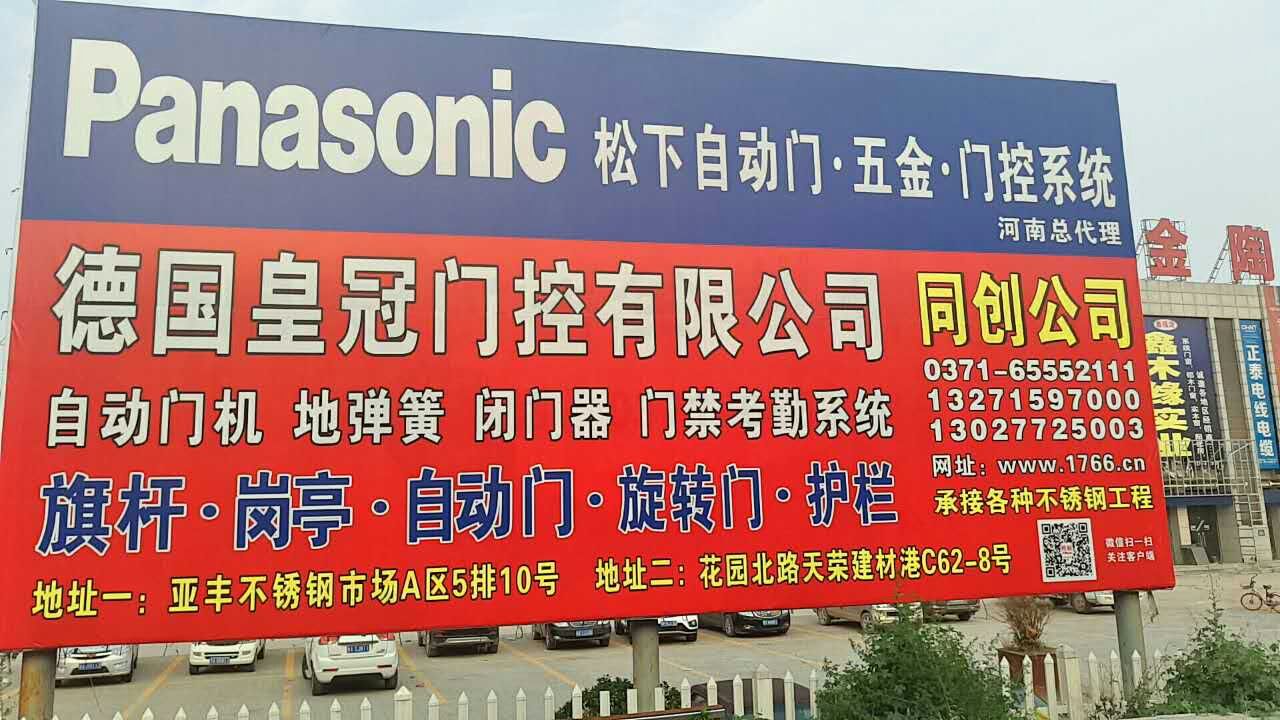 Panasonic 松下自动门·五金·门控系统
河南总代理
德国皇冠门控有限公司
自动门机 地弹簧 闭门器 门禁考勤系统
旗杆·岗亭·自动门·旋转门·护栏
同创公司
0371-65552111
13271597000
13027725003
网址：www.1766.cn
承接各种不锈钢工程
微信扫一扫
关注客户端
地址一：亚丰不锈钢市场A区5排10号 地址二：花园北路天荣建材港C62-8号
金陶
鑫木缘实业
CHNT
正泰电线电缆